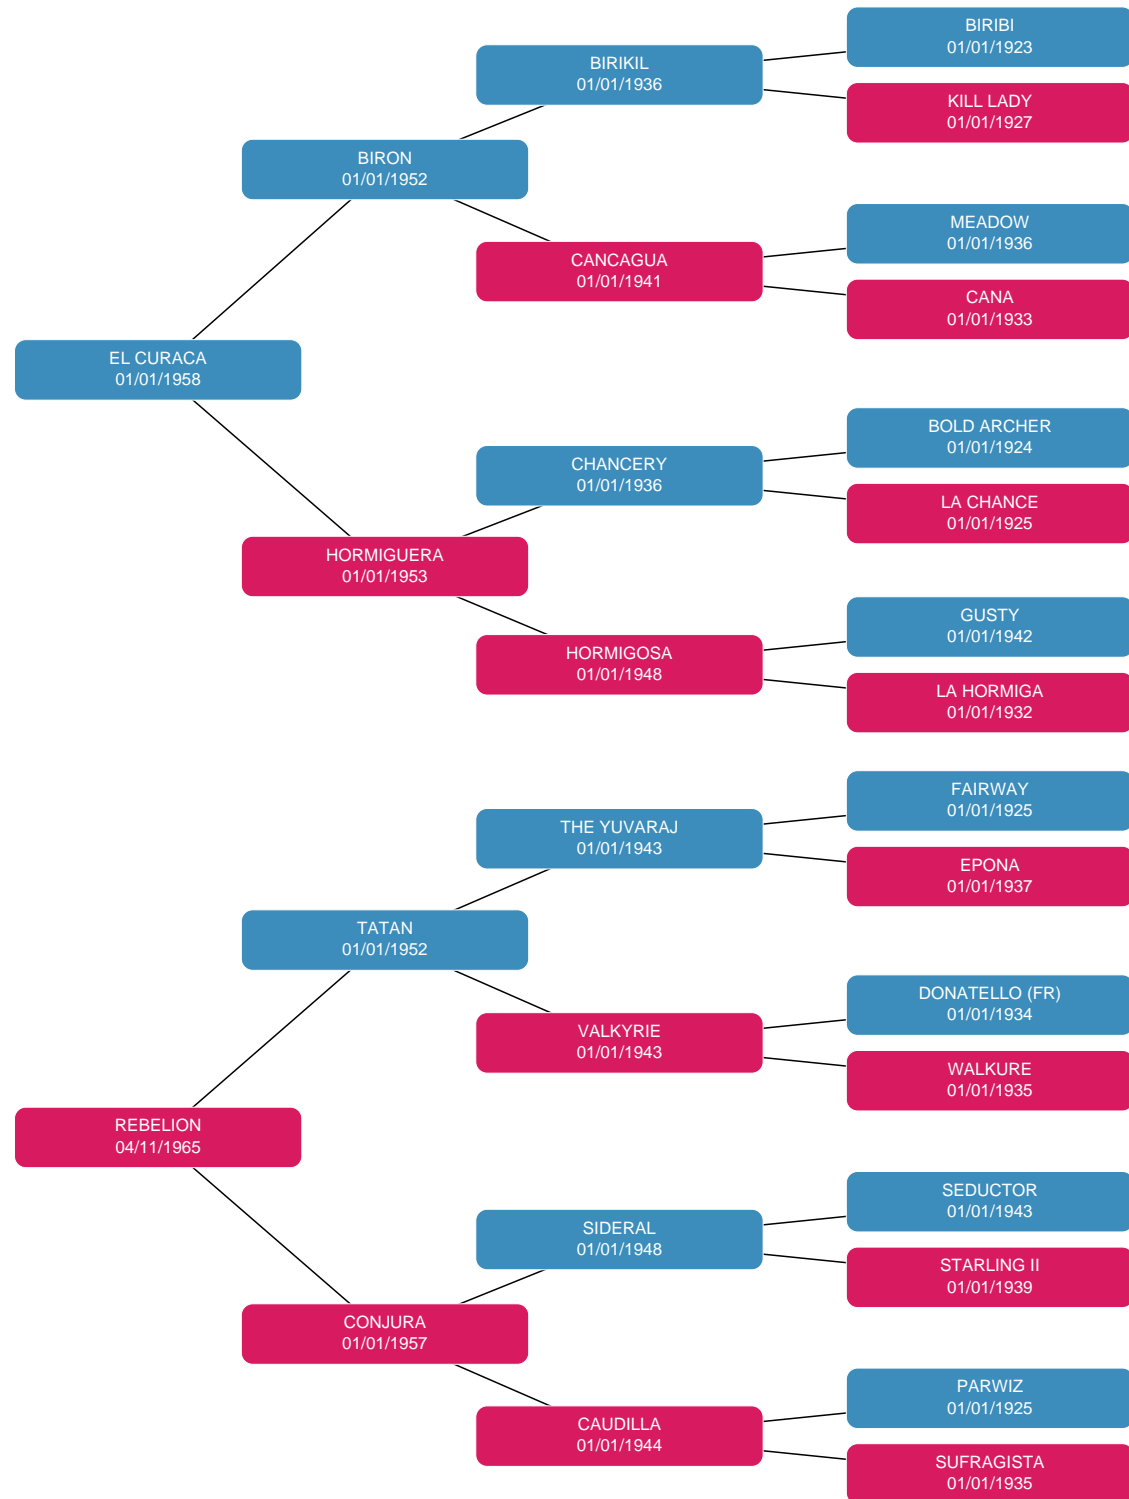 BIRIBI
01/01/1923
BIRIKIL
01/01/1936
KILL LADY
01/01/1927
BIRON
01/01/1952
MEADOW
01/01/1936
CANCAGUA
01/01/1941
CANA
01/01/1933
EL CURACA
01/01/1958
BOLD ARCHER
01/01/1924
CHANCERY
01/01/1936
LA CHANCE
01/01/1925
HORMIGUERA
01/01/1953
GUSTY
01/01/1942
HORMIGOSA
01/01/1948
LA HORMIGA
01/01/1932
FAIRWAY
01/01/1925
THE YUVARAJ
01/01/1943
EPONA
01/01/1937
TATAN
01/01/1952
DONATELLO (FR)
01/01/1934
VALKYRIE
01/01/1943
WALKURE
01/01/1935
REBELION
04/11/1965
SEDUCTOR
01/01/1943
SIDERAL
01/01/1948
STARLING II
01/01/1939
CONJURA
01/01/1957
PARWIZ
01/01/1925
CAUDILLA
01/01/1944
SUFRAGISTA
01/01/1935